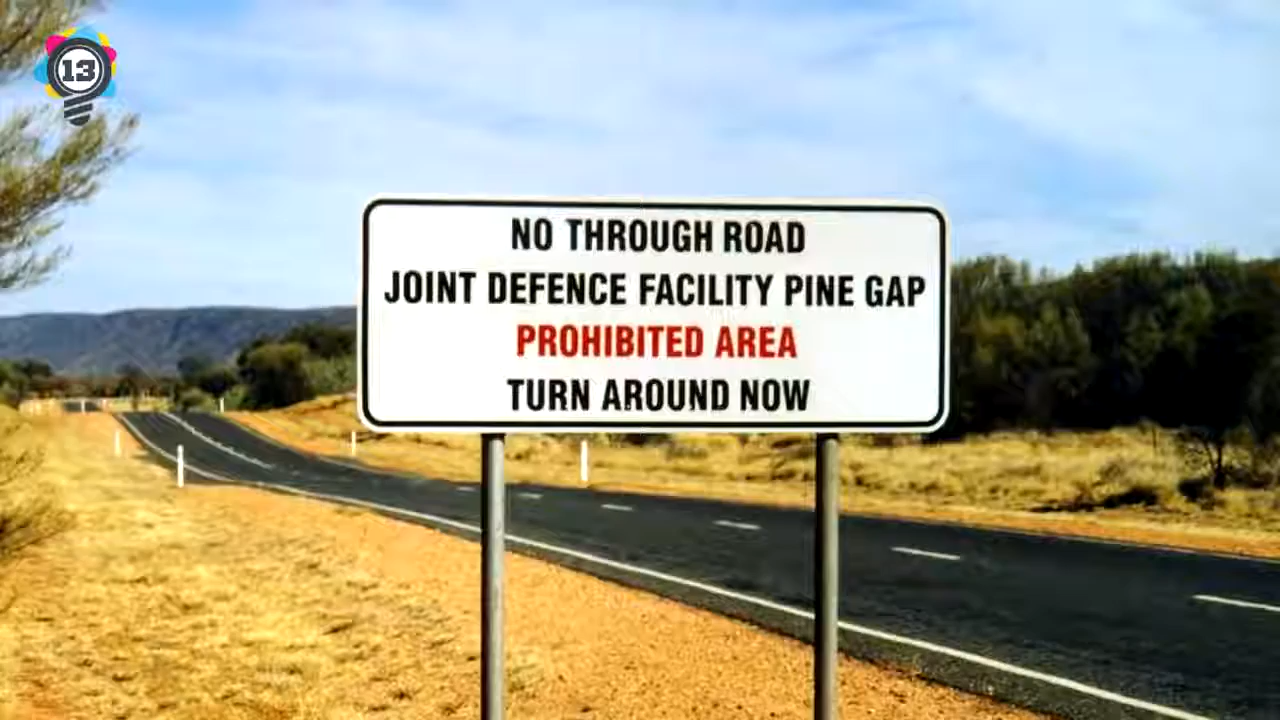 13
NO THROUGH ROAD
JOINT DEFENCE FACILITY PINE GAP
PROHIBITED AREA
TURN AROUND NOW